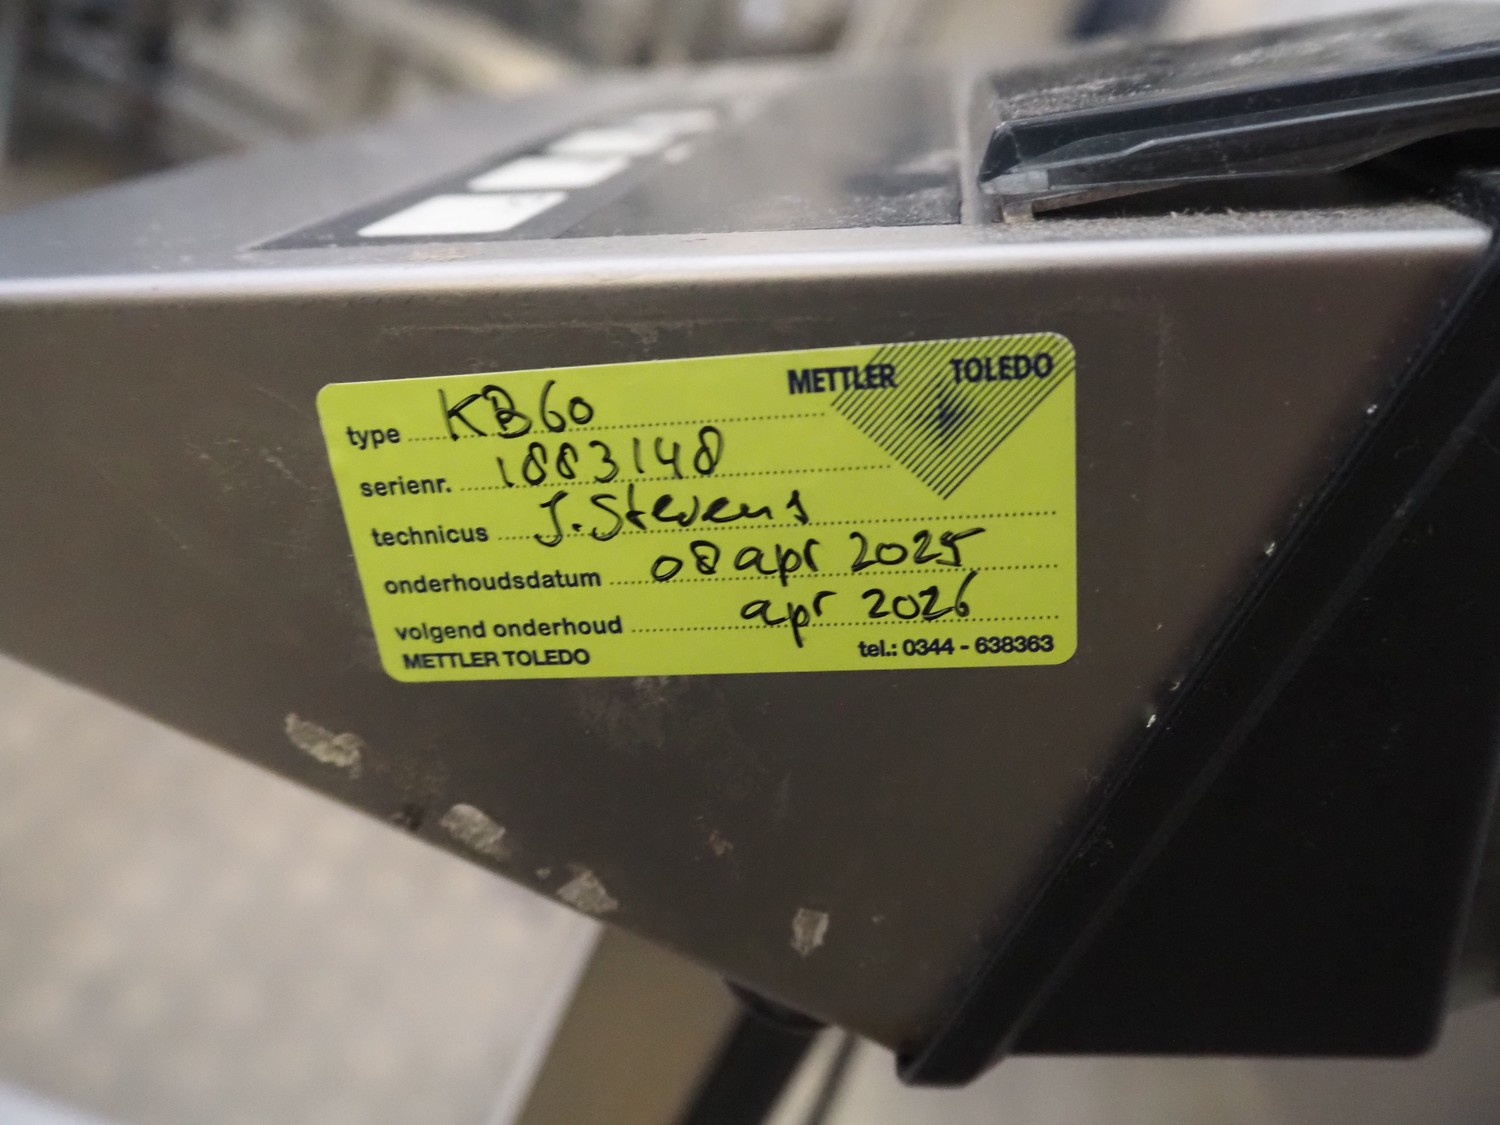 METTLER TOLEDO
type KB60
serienr. 1883148
technicus J. Stevens
onderhoudsdatum 08 apr 2025
volgend onderhoud apr 2026
METTLER TOLEDO tel.: 0344 - 638363